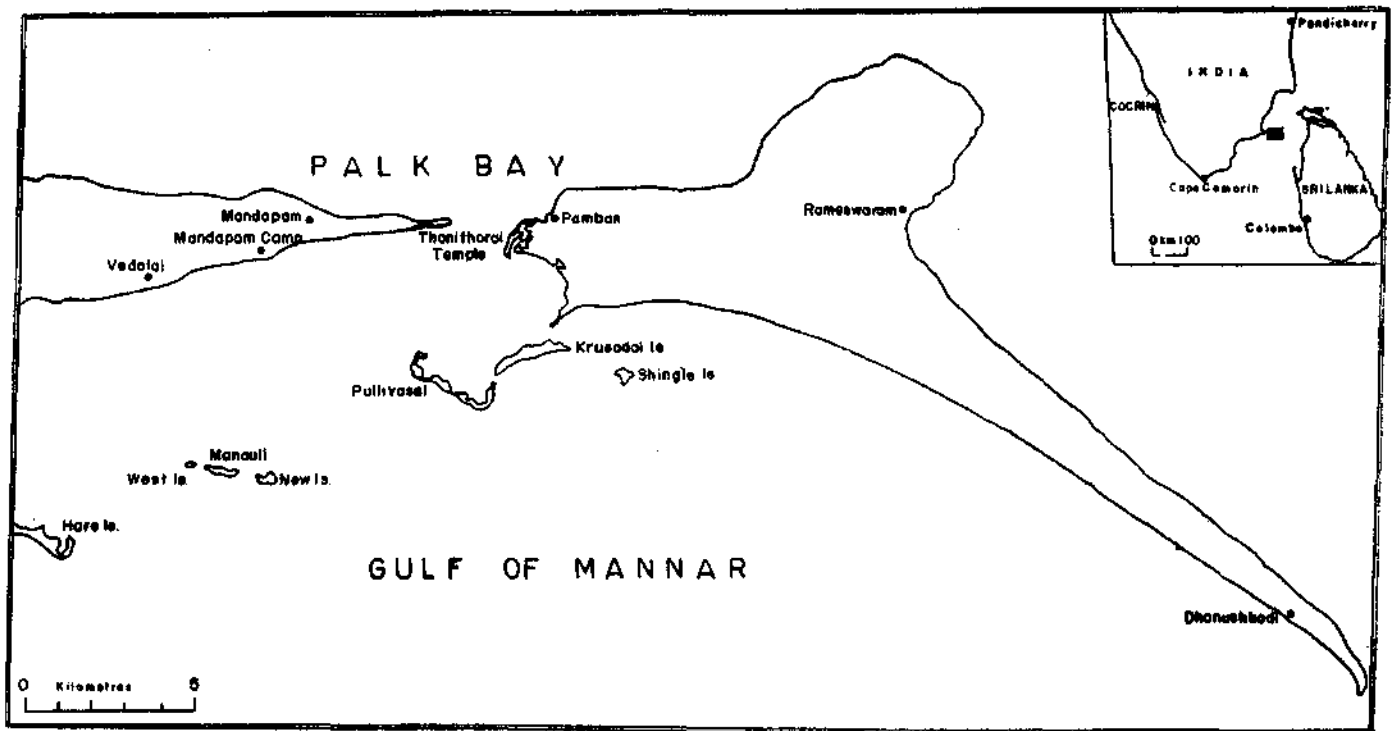 Pondicherry
INDIA
COCHIN
Cape Comorin
SRILANKA
Colombo
0 km 100
PALK BAY
Mandapam
Mandapam Camp
Vedalai
Thonithorai
Temple
Pamban
Rameswaram
Krusadai Is
Shingle Is
Pullivasal
Manauli
West Is.
New Is.
Hare Is.
GULF OF MANNAR
Dhanushkodi
0 Kilometres 5